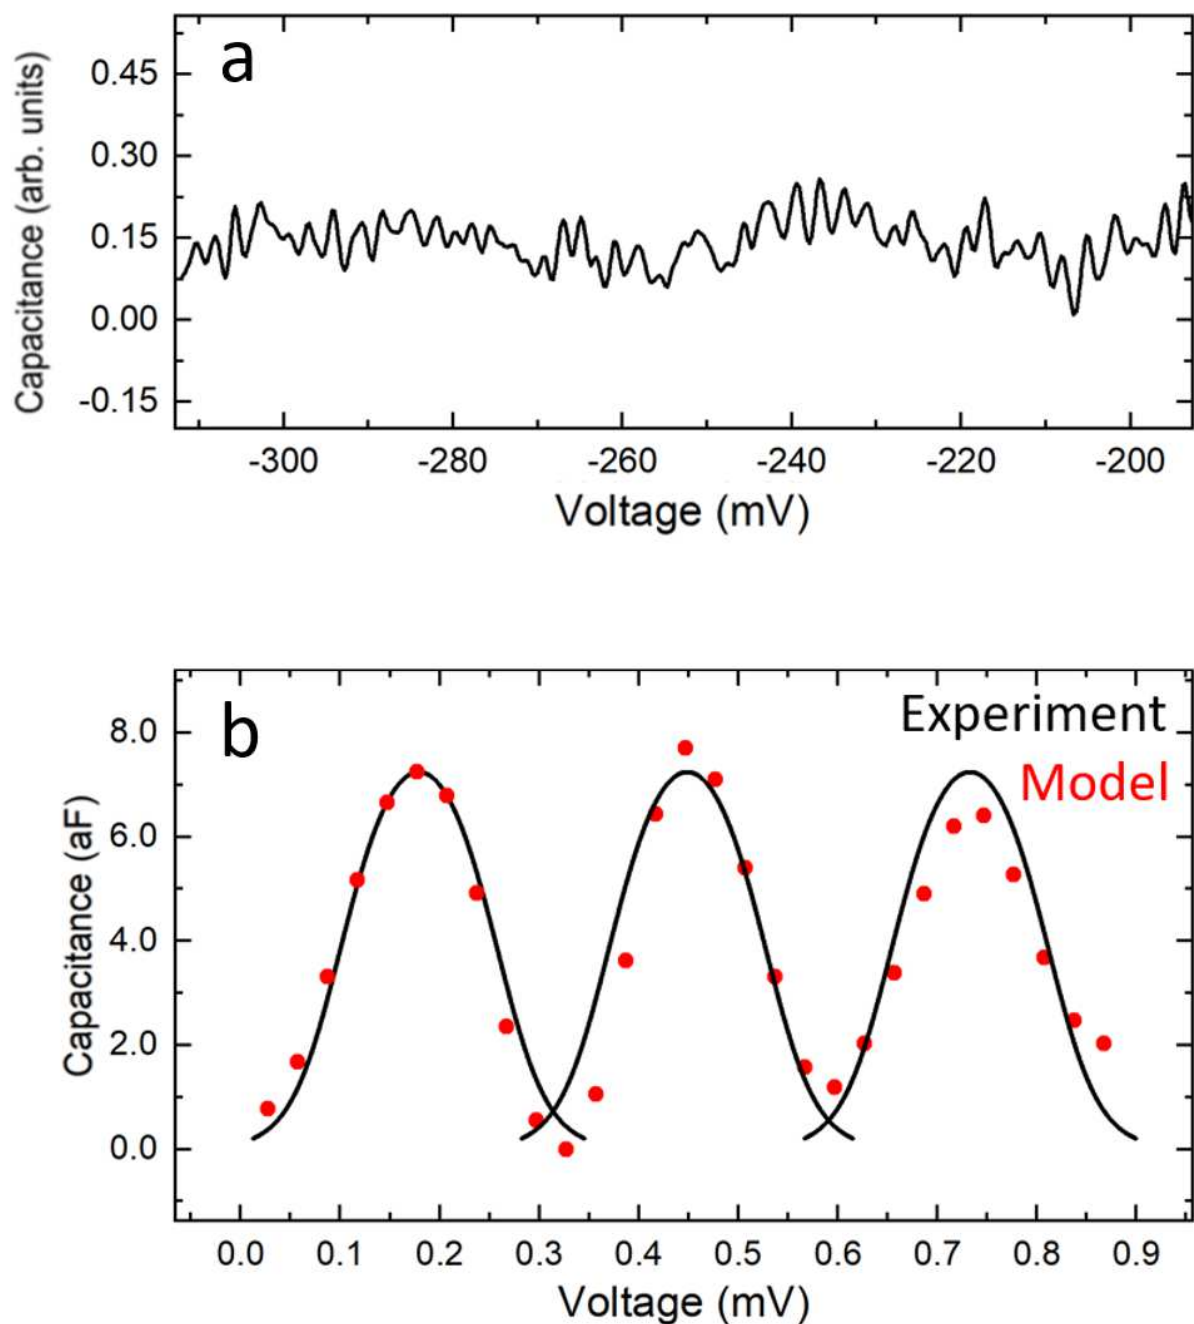 a
Capacitance (arb. units)
0.45
0.30
0.15
0.00
-0.15
-300 -280 -260 -240 -220 -200
Voltage (mV)
b
Experiment
Model
Capacitance (aF)
8.0
6.0
4.0
2.0
0.0
0.0 0.1 0.2 0.3 0.4 0.5 0.6 0.7 0.8 0.9
Voltage (mV)